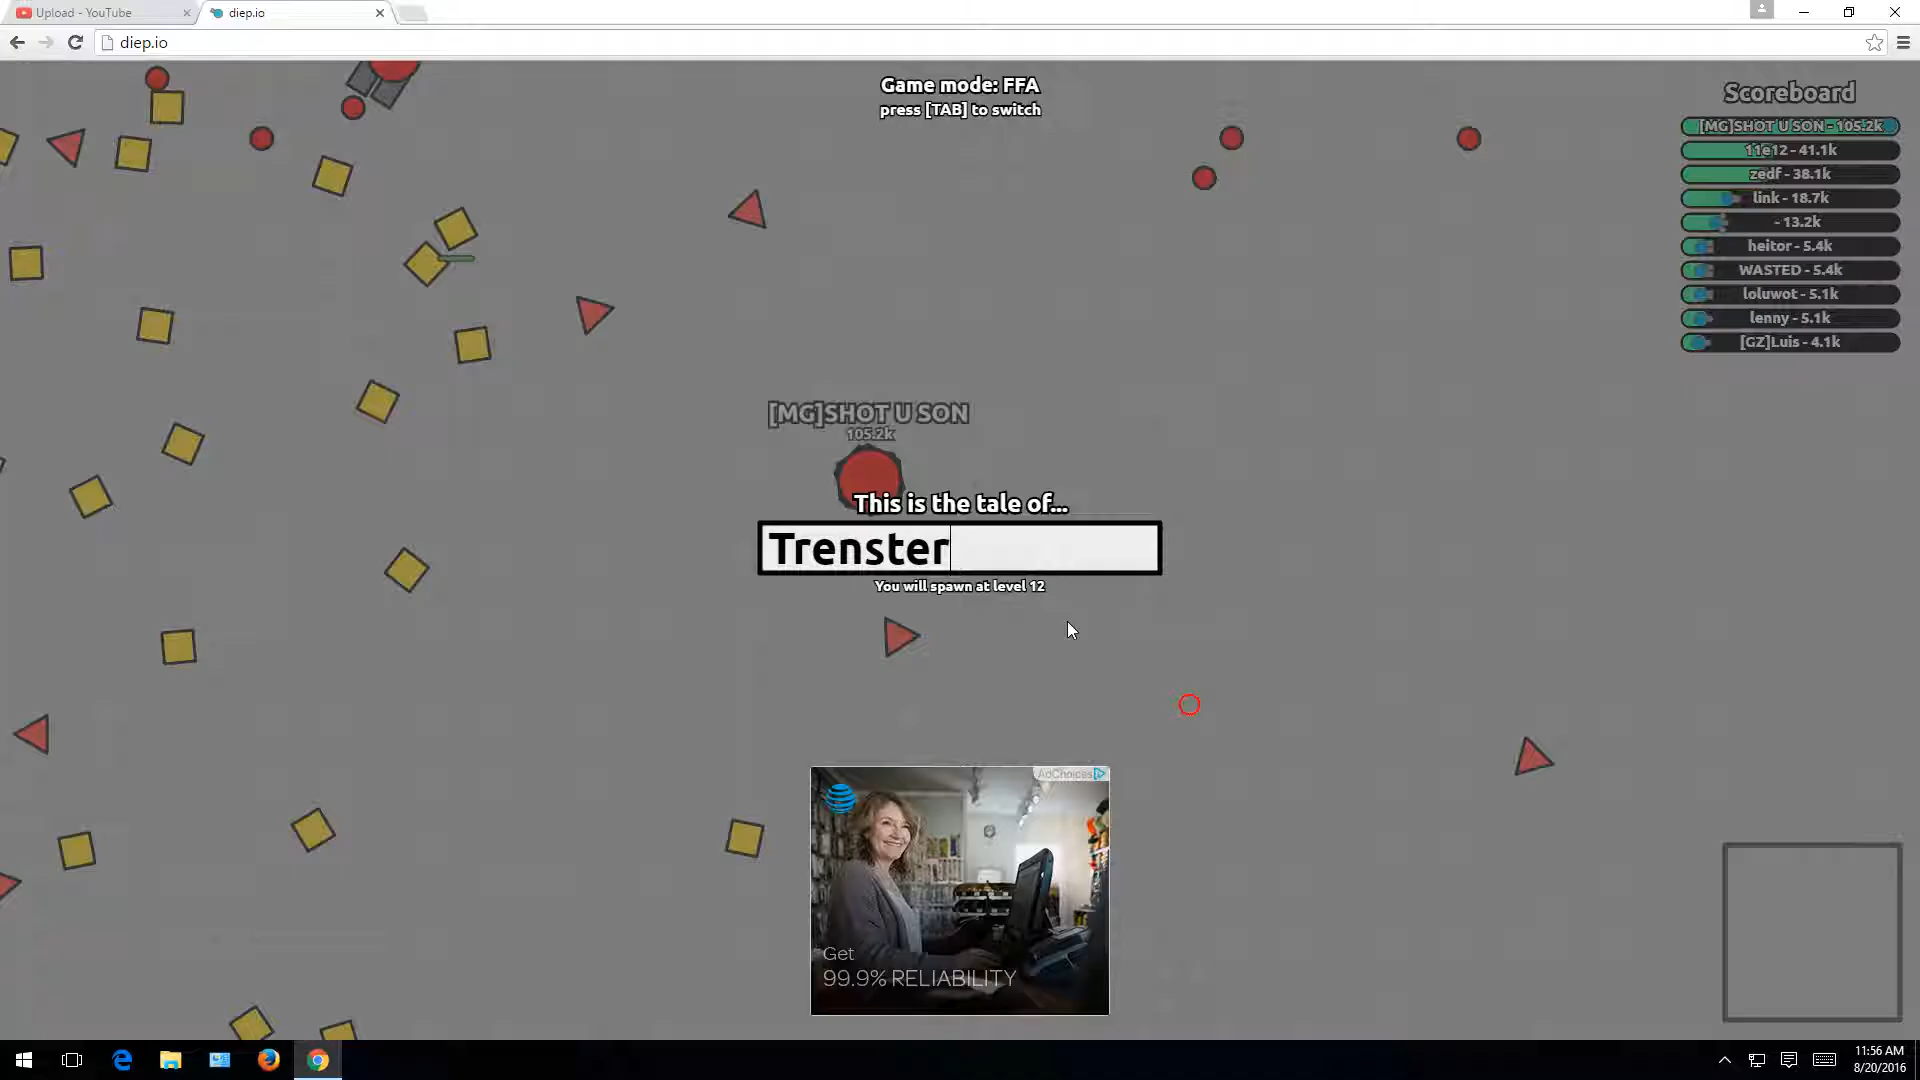 Upload - YouTube
diep.io
diep.io
Game mode: FFA
press [TAB] to switch
Scoreboard
[MG]SHOT U SON - 105.2k
11e12 - 41.1k
zedf - 38.1k
link - 18.7k
- 13.2k
heitor - 5.4k
WASTED - 5.4k
loluwot - 5.1k
lenny - 5.1k
[GZ]Luis - 4.1k
[MG]SHOT U SON
105.2k
This is the tale of...
Trenster
You will spawn at level 12
AdChoices
Get
99.9% RELIABILITY
11:56 AM
8/20/2016